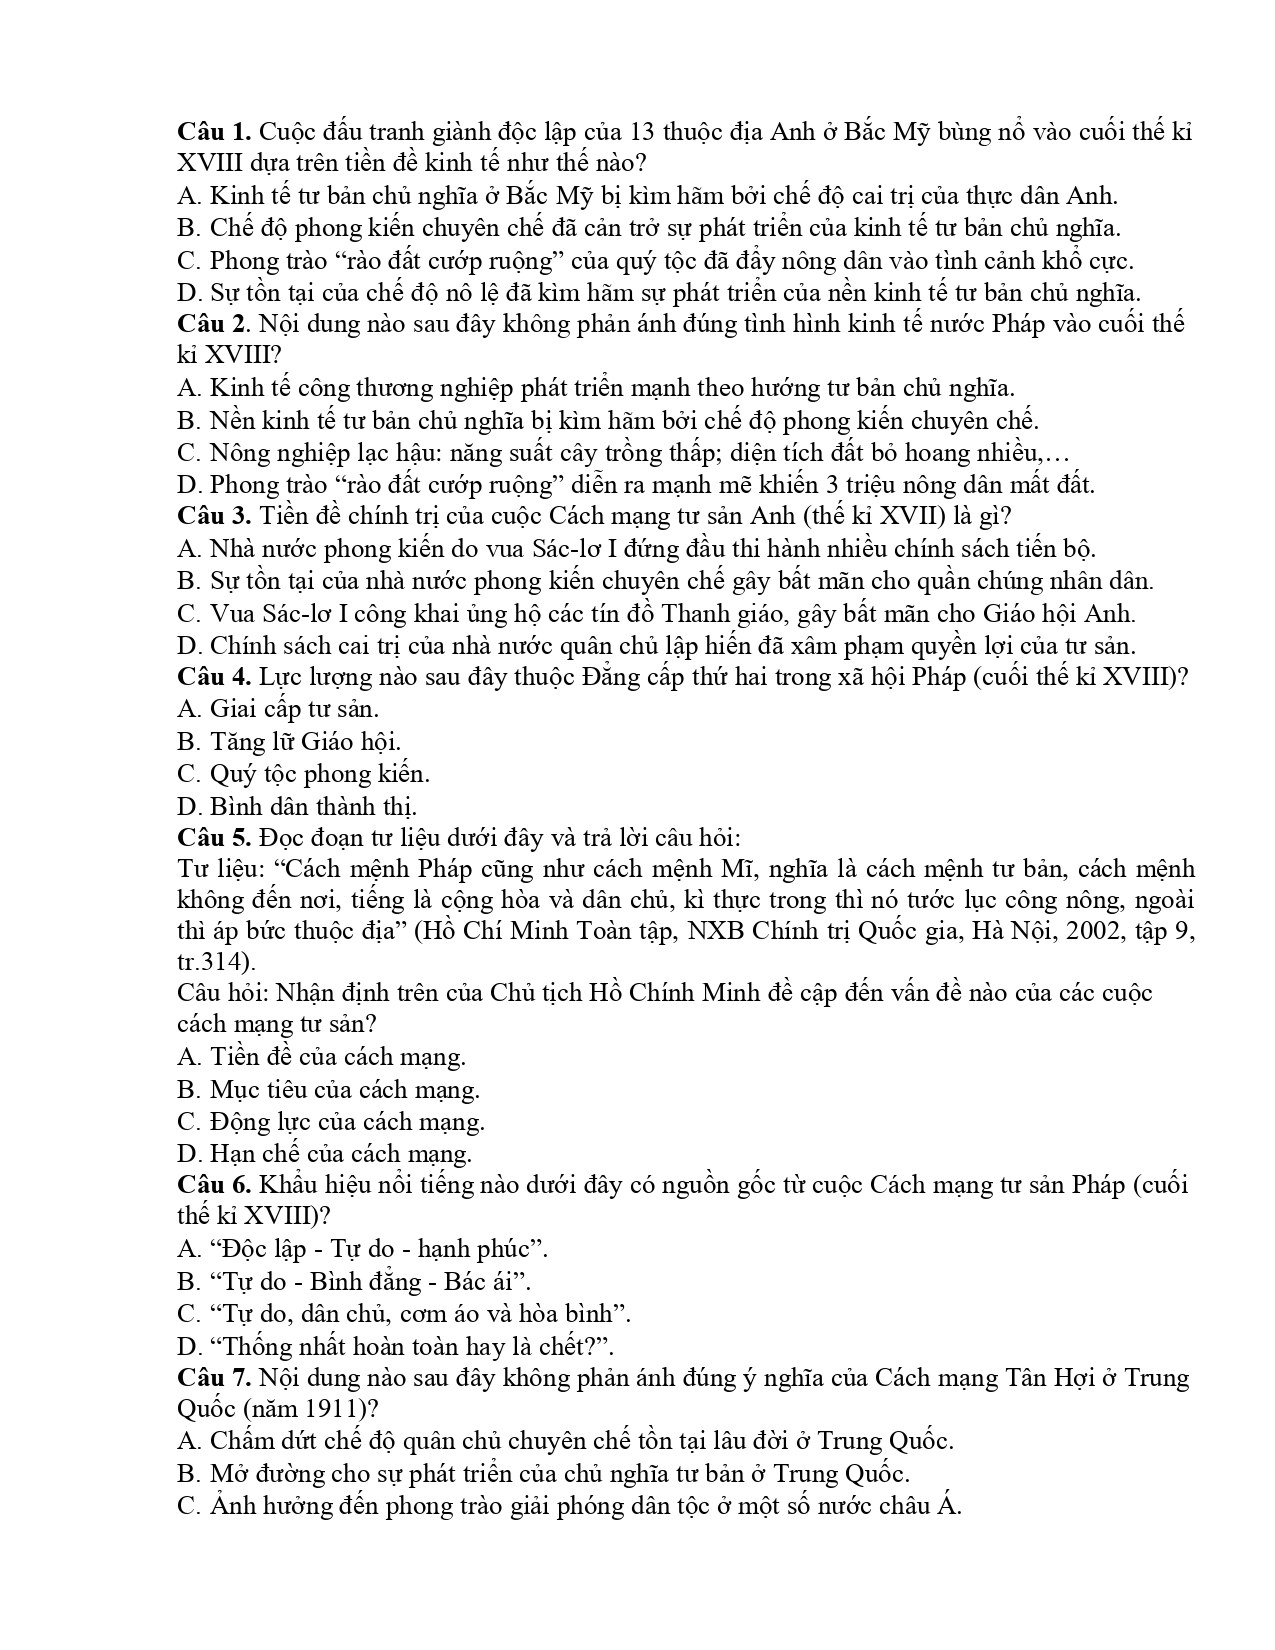 Câu 1. Cuộc đấu tranh giành độc lập của 13 thuộc địa Anh ở Bắc Mỹ bùng nổ vào cuối thế kỉ
XVIII dựa trên tiền đề kinh tế như thế nào?
A. Kinh tế tư bản chủ nghĩa ở Bắc Mỹ bị kìm hãm bởi chế độ cai trị của thực dân Anh.
B. Chế độ phong kiến chuyên chế đã cản trở sự phát triển của kinh tế tư bản chủ nghĩa.
C. Phong trào “rào đất cướp ruộng” của quý tộc đã đẩy nông dân vào tình cảnh khổ cực.
D. Sự tồn tại của chế độ nô lệ đã kìm hãm sự phát triển của nền kinh tế tư bản chủ nghĩa.
Câu 2. Nội dung nào sau đây không phản ánh đúng tình hình kinh tế nước Pháp vào cuối thế
kỉ XVIII?
A. Kinh tế công thương nghiệp phát triển mạnh theo hướng tư bản chủ nghĩa.
B. Nền kinh tế tư bản chủ nghĩa bị kìm hãm bởi chế độ phong kiến chuyên chế.
C. Nông nghiệp lạc hậu: năng suất cây trồng thấp; diện tích đất bỏ hoang nhiều,…
D. Phong trào “rào đất cướp ruộng” diễn ra mạnh mẽ khiến 3 triệu nông dân mất đất.
Câu 3. Tiền đề chính trị của cuộc Cách mạng tư sản Anh (thế kỉ XVII) là gì?
A. Nhà nước phong kiến do vua Sác-lơ I đứng đầu thi hành nhiều chính sách tiến bộ.
B. Sự tồn tại của nhà nước phong kiến chuyên chế gây bất mãn cho quần chúng nhân dân.
C. Vua Sác-lơ I công khai ủng hộ các tín đồ Thanh giáo, gây bất mãn cho Giáo hội Anh.
D. Chính sách cai trị của nhà nước quân chủ lập hiến đã xâm phạm quyền lợi của tư sản.
Câu 4. Lực lượng nào sau đây thuộc Đẳng cấp thứ hai trong xã hội Pháp (cuối thế kỉ XVIII)?
A. Giai cấp tư sản.
B. Tăng lữ Giáo hội.
C. Quý tộc phong kiến.
D. Bình dân thành thị.
Câu 5. Đọc đoạn tư liệu dưới đây và trả lời câu hỏi:
Tư liệu: “Cách mệnh Pháp cũng như cách mệnh Mĩ, nghĩa là cách mệnh tư bản, cách mệnh
không đến nơi, tiếng là cộng hòa và dân chủ, kì thực trong thì nó tước lục công nông, ngoài
thì áp bức thuộc địa” (Hồ Chí Minh Toàn tập, NXB Chính trị Quốc gia, Hà Nội, 2002, tập 9,
tr.314).
Câu hỏi: Nhận định trên của Chủ tịch Hồ Chính Minh đề cập đến vấn đề nào của các cuộc
cách mạng tư sản?
A. Tiền đề của cách mạng.
B. Mục tiêu của cách mạng.
C. Động lực của cách mạng.
D. Hạn chế của cách mạng.
Câu 6. Khẩu hiệu nổi tiếng nào dưới đây có nguồn gốc từ cuộc Cách mạng tư sản Pháp (cuối
thế kỉ XVIII)?
A. “Độc lập - Tự do - hạnh phúc”.
B. “Tự do - Bình đẳng - Bác ái”.
C. “Tự do, dân chủ, cơm áo và hòa bình”.
D. “Thống nhất hoàn toàn hay là chết?”.
Câu 7. Nội dung nào sau đây không phản ánh đúng ý nghĩa của Cách mạng Tân Hợi ở Trung
Quốc (năm 1911)?
A. Chấm dứt chế độ quân chủ chuyên chế tồn tại lâu đời ở Trung Quốc.
B. Mở đường cho sự phát triển của chủ nghĩa tư bản ở Trung Quốc.
C. Ảnh hưởng đến phong trào giải phóng dân tộc ở một số nước châu Á.